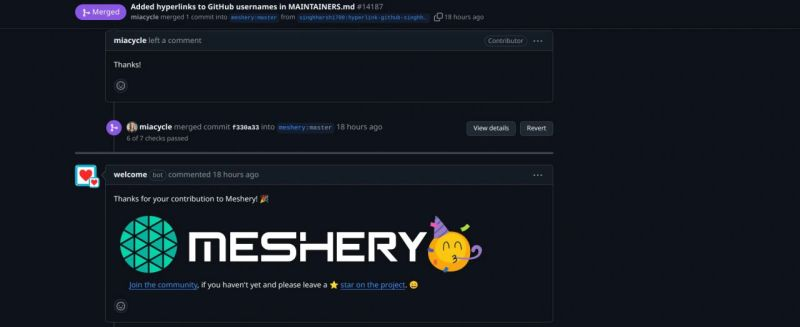 Merged
Added hyperlinks to GitHub usernames in MAINTAINERS.md #14187
miacycle merged 1 commit into meshery:master from singhharsh1708:hyperlink-github-singhh... 18 hours ago
miacycle left a comment
Contributor
Thanks!
miacycle merged commit f330a33 into meshery:master 18 hours ago
View details
Revert
6 of 7 checks passed
welcome bot commented 18 hours ago
Thanks for your contribution to Meshery! 🎉
MESHERY
Join the community, if you haven't yet and please leave a ⭐ star on the project. 😄